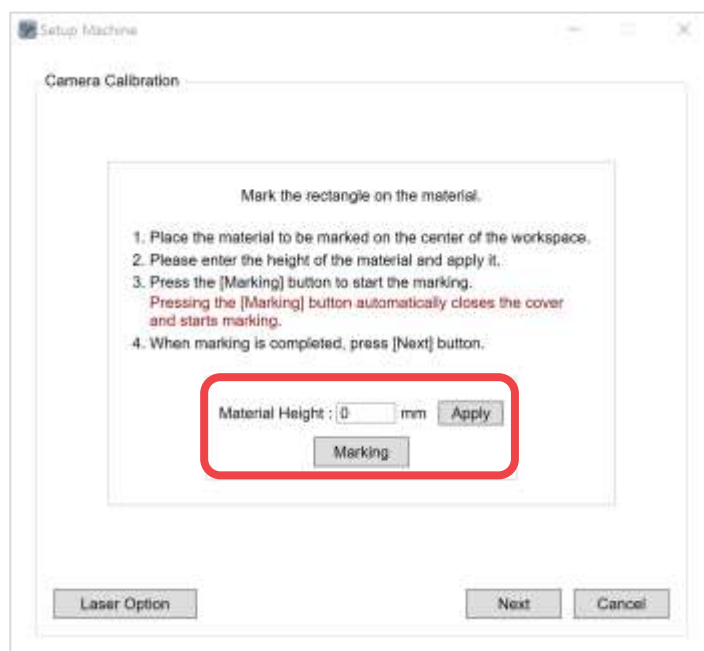 Setup Machine
Camera Calibration
Mark the rectangle on the material.
1. Place the material to be marked on the center of the workspace.
2. Please enter the height of the material and apply it.
3. Press the [Marking] button to start the marking.
Pressing the [Marking] button automatically closes the cover
and starts marking.
4. When marking is completed, press [Next] button.
Material Height : 0 mm Apply
Marking
Laser Option Next Cancel